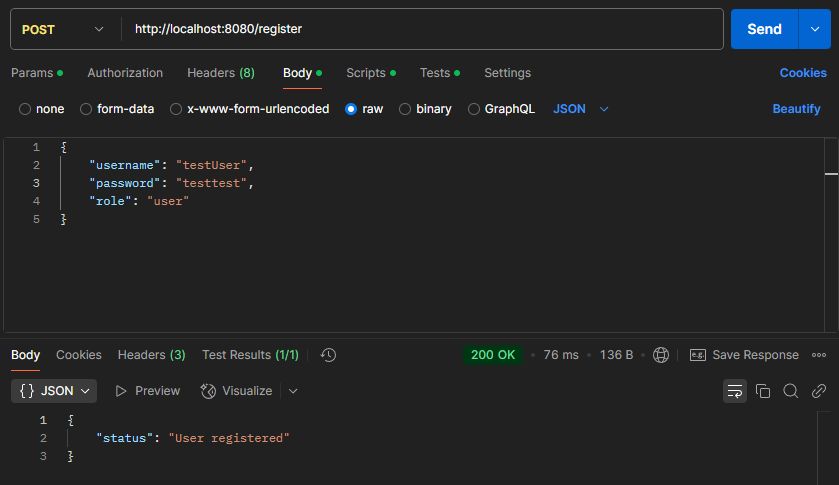 POST http://localhost:8080/register Send
Params Authorization Headers (8) Body Scripts Tests Settings Cookies
none form-data x-www-form-urlencoded raw binary GraphQL JSON Beautify
1 {
2 "username": "testUser",
3 "password": "testtest",
4 "role": "user"
5 }
Body Cookies Headers (3) Test Results (1/1) 200 OK 76 ms 136 B e.g. Save Response
{} JSON Preview Visualize
1 {
2 "status": "User registered"
3 }